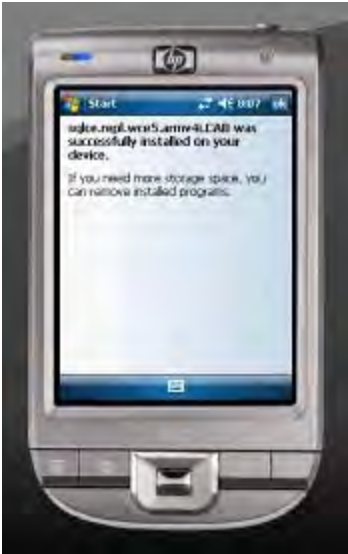 hp
Start 8:07 ok
sqlce.repl.wce5.armv4i.CAB was
successfully installed on your
device.
If you need more storage space, you
can remove installed programs.